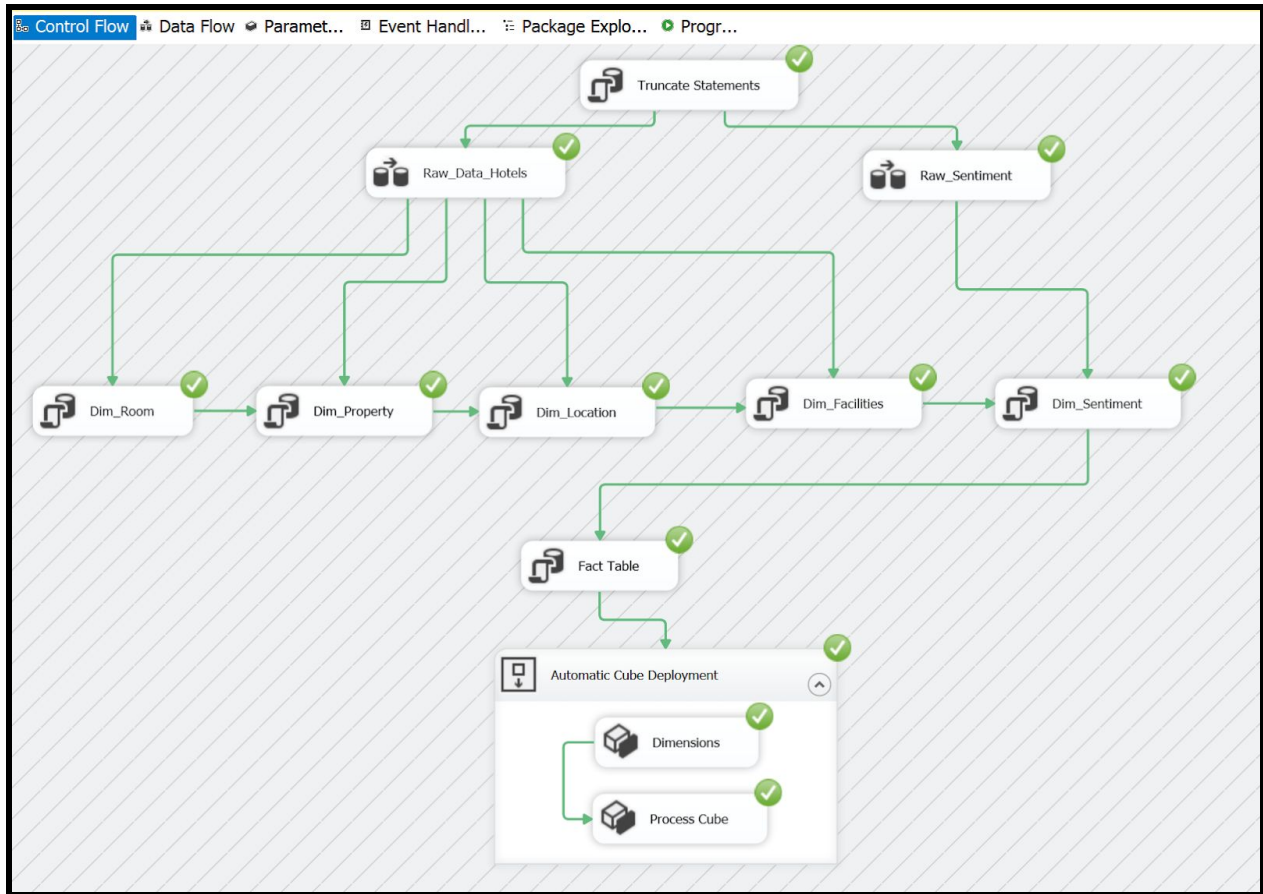 Control Flow Data Flow Paramet... Event Handl... Package Explo... Progr...
Truncate Statements
Raw_Data_Hotels
Raw_Sentiment
Dim_Room
Dim_Property
Dim_Location
Dim_Facilities
Dim_Sentiment
Fact Table
Automatic Cube Deployment
Dimensions
Process Cube